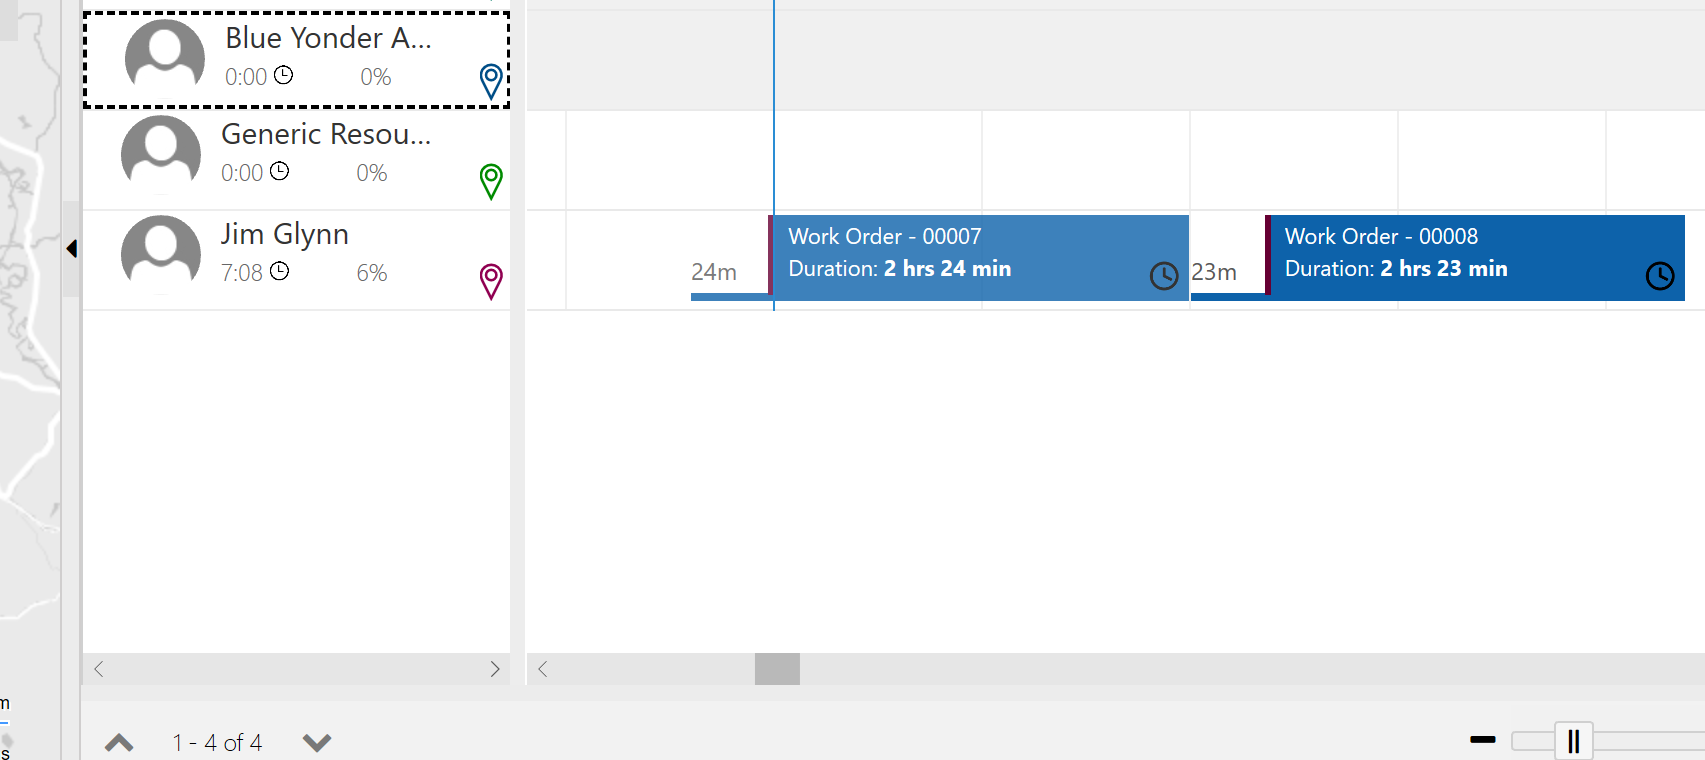 Blue Yonder A...
0:00 0%
Generic Resou...
0:00 0%
Jim Glynn
7:08 6%
24m
Work Order - 00007
Duration: 2 hrs 24 min
23m
Work Order - 00008
Duration: 2 hrs 23 min
m
s
1 - 4 of 4